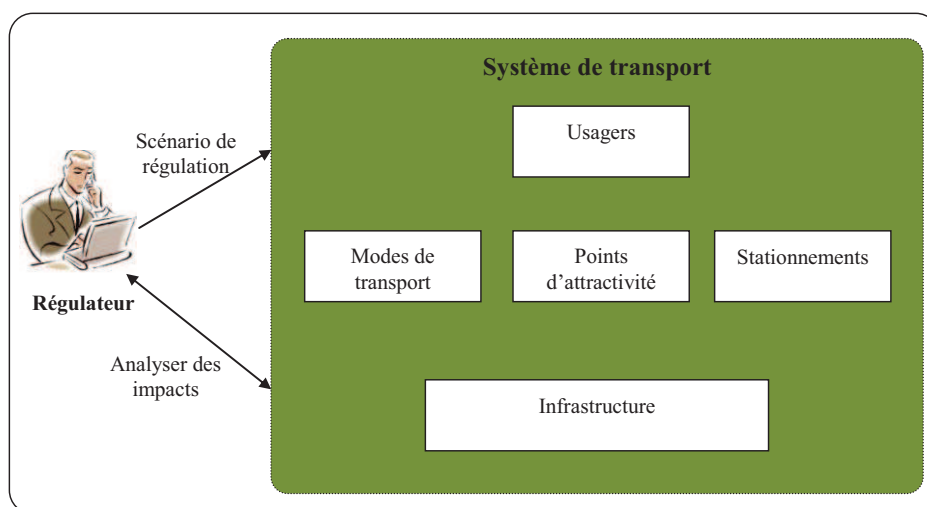 Système de transport
Usagers
Scénario de
régulation
Modes de
transport
Points
d'attractivité
Stationnements
Régulateur
Analyser des
impacts
Infrastructure